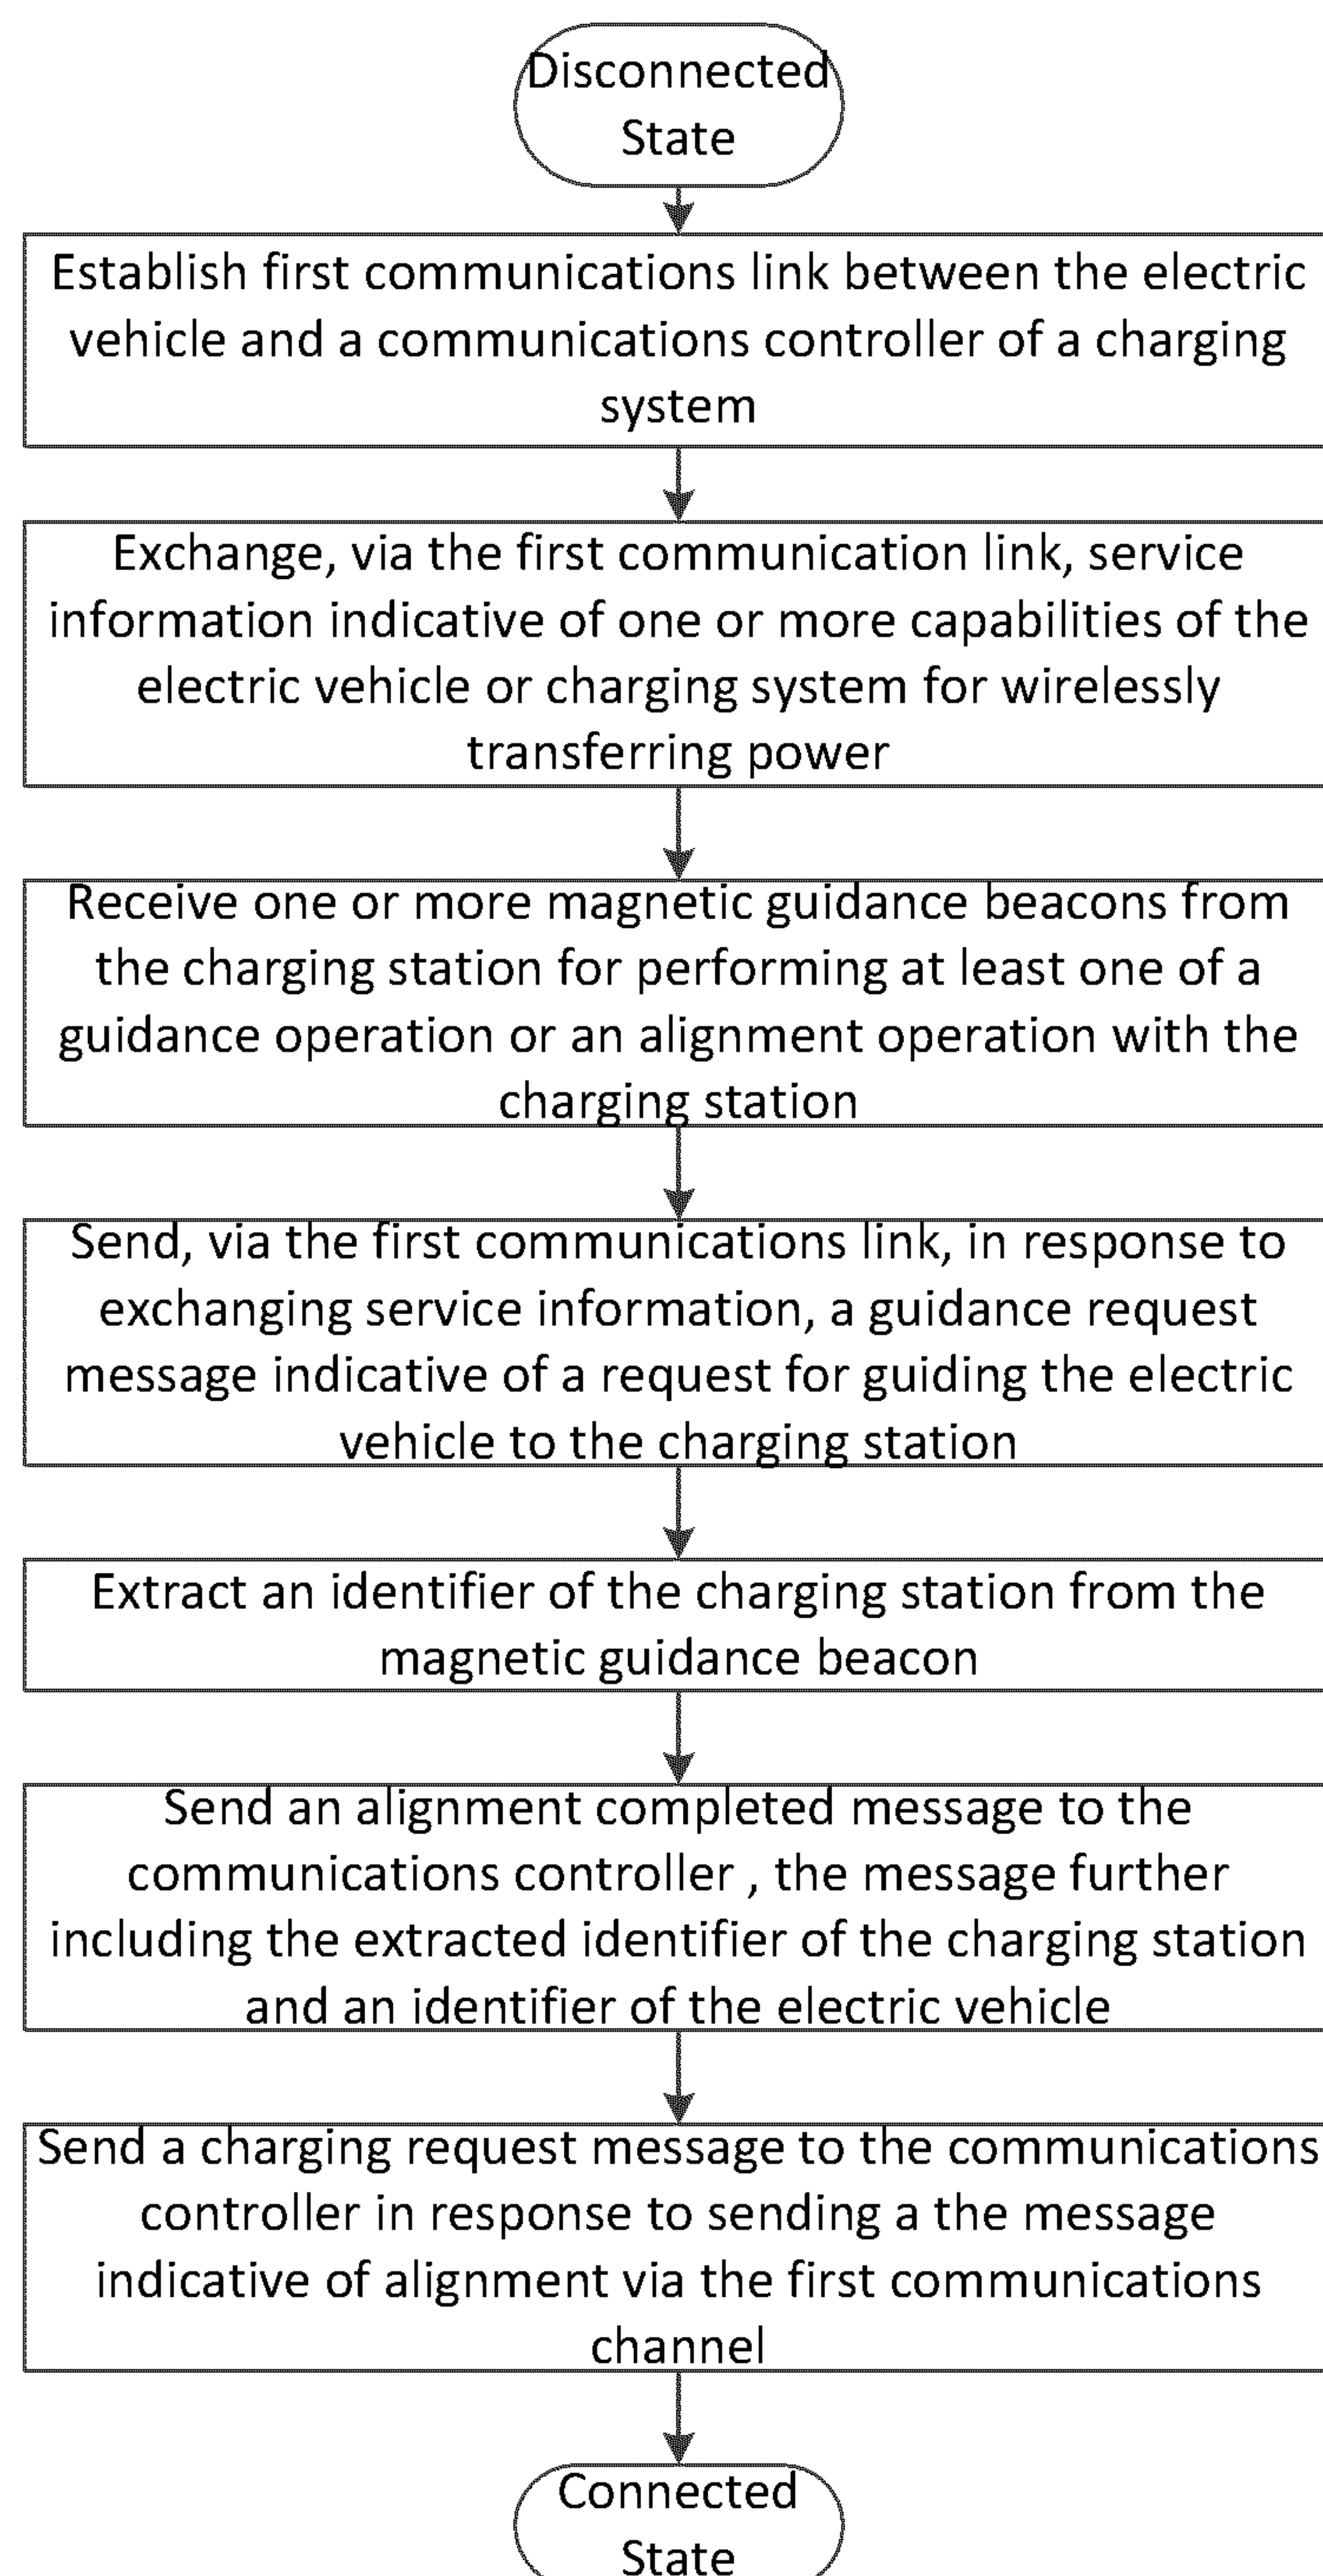 Disconnected
State
Establish first communications link between the electric
vehicle and a communications controller of a charging
system
Exchange, via the first communication link, service
information indicative of one or more capabilities of the
electric vehicle or charging system for wirelessly
transferring power
Receive one or more magnetic guidance beacons from
the charging station for performing at least one of a
guidance operation or an alignment operation with the
charging station
Send, via the first communications link, in response to
exchanging service information, a guidance request
message indicative of a request for guiding the electric
vehicle to the charging station
Extract an identifier of the charging station from the
magnetic guidance beacon
Send an alignment completed message to the
communications controller , the message further
including the extracted identifier of the charging station
and an identifier of the electric vehicle
Send a charging request message to the communications
controller in response to sending a the message
indicative of alignment via the first communications
channel
Connected
State